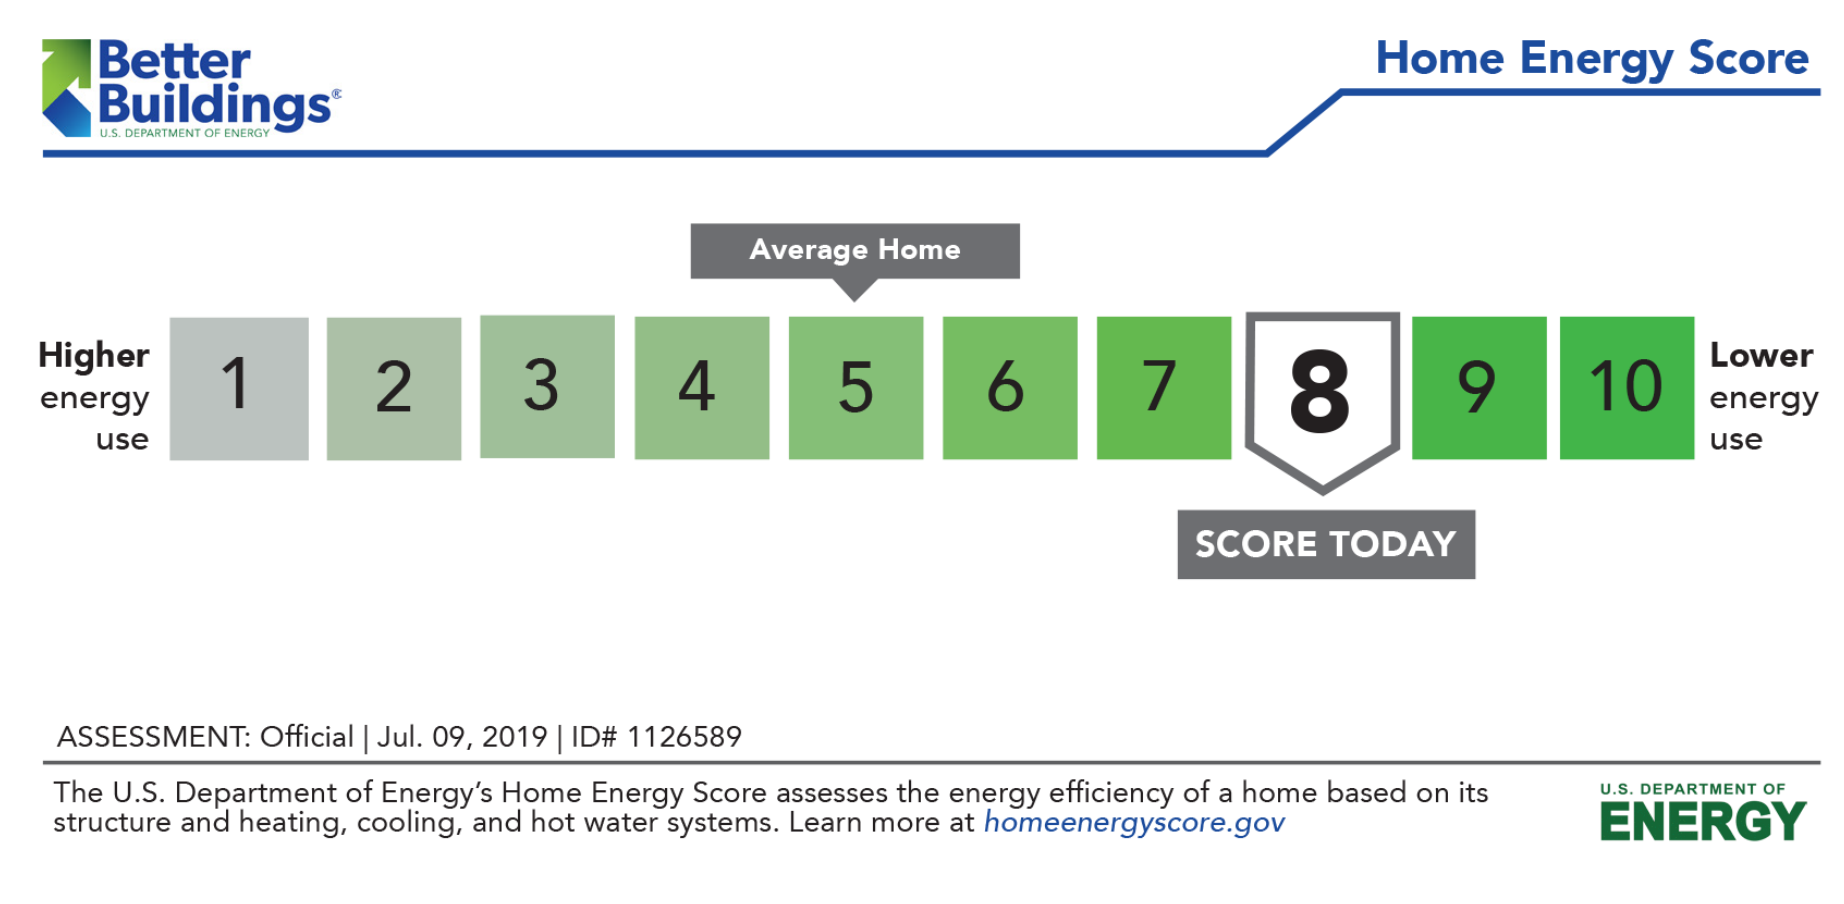 Better
Buildings®
U.S. DEPARTMENT OF ENERGY
Home Energy Score
Average Home
Higher
energy
use
1 2 3 4 5 6 7 8 9 10
Lower
energy
use
SCORE TODAY
ASSESSMENT: Official | Jul. 09, 2019 | ID# 1126589
The U.S. Department of Energy’s Home Energy Score assesses the energy efficiency of a home based on its
structure and heating, cooling, and hot water systems. Learn more at homeenergyscore.gov
U.S. DEPARTMENT OF
ENERGY